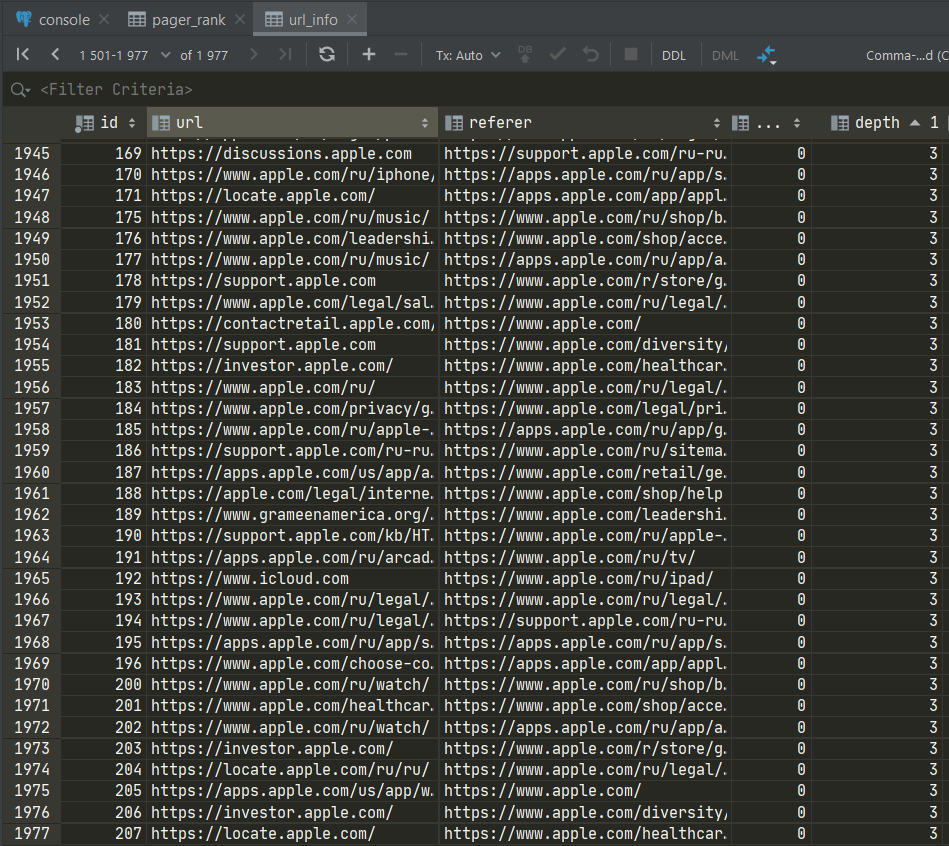 console pager_rank url_info
1 501-1 977 of 1 977 Tx: Auto DB DDL DML Comma-...d (C
<Filter Criteria>
id url referer ... depth 1
1945 169 https://discussions.apple.com https://support.apple.com/ru-ru. 0 3
1946 170 https://www.apple.com/ru/iphone/ https://apps.apple.com/ru/app/s. 0 3
1947 171 https://locate.apple.com/ https://apps.apple.com/app/appl. 0 3
1948 175 https://www.apple.com/ru/music/ https://www.apple.com/ru/shop/b. 0 3
1949 176 https://www.apple.com/leadershi. https://www.apple.com/shop/acce. 0 3
1950 177 https://www.apple.com/ru/music/ https://apps.apple.com/ru/app/a. 0 3
1951 178 https://support.apple.com https://www.apple.com/r/store/g. 0 3
1952 179 https://www.apple.com/legal/sal. https://www.apple.com/ru/legal/. 0 3
1953 180 https://contactretail.apple.com/ https://www.apple.com/ 0 3
1954 181 https://support.apple.com https://www.apple.com/diversity/ 0 3
1955 182 https://investor.apple.com/ https://www.apple.com/healthcar. 0 3
1956 183 https://www.apple.com/ru/ https://www.apple.com/ru/legal/. 0 3
1957 184 https://www.apple.com/privacy/g. https://www.apple.com/legal/pri. 0 3
1958 185 https://www.apple.com/ru/apple-. https://apps.apple.com/ru/app/g. 0 3
1959 186 https://support.apple.com/ru-ru. https://www.apple.com/ru/sitema. 0 3
1960 187 https://apps.apple.com/us/app/a. https://www.apple.com/retail/ge. 0 3
1961 188 https://apple.com/legal/interne. https://www.apple.com/shop/help 0 3
1962 189 https://www.grameenamerica.org/. https://www.apple.com/leadershi. 0 3
1963 190 https://support.apple.com/kb/HT. https://www.apple.com/ru/apple-. 0 3
1964 191 https://apps.apple.com/ru/arcad. https://www.apple.com/ru/tv/ 0 3
1965 192 https://www.icloud.com https://www.apple.com/ru/ipad/ 0 3
1966 193 https://www.apple.com/ru/legal/. https://www.apple.com/ru/legal/. 0 3
1967 194 https://www.apple.com/ru/legal/. https://support.apple.com/ru-ru. 0 3
1968 195 https://apps.apple.com/ru/app/s. https://apps.apple.com/ru/app/s. 0 3
1969 196 https://www.apple.com/choose-co. https://apps.apple.com/app/appl. 0 3
1970 200 https://www.apple.com/ru/watch/ https://www.apple.com/ru/shop/b. 0 3
1971 201 https://www.apple.com/healthcar. https://www.apple.com/shop/acce. 0 3
1972 202 https://www.apple.com/ru/watch/ https://apps.apple.com/ru/app/a. 0 3
1973 203 https://investor.apple.com/ https://www.apple.com/r/store/g. 0 3
1974 204 https://locate.apple.com/ru/ru/ https://www.apple.com/ru/legal/. 0 3
1975 205 https://apps.apple.com/us/app/w. https://www.apple.com/ 0 3
1976 206 https://investor.apple.com/ https://www.apple.com/diversity/ 0 3
1977 207 https://locate.apple.com/ https://www.apple.com/healthcar. 0 3